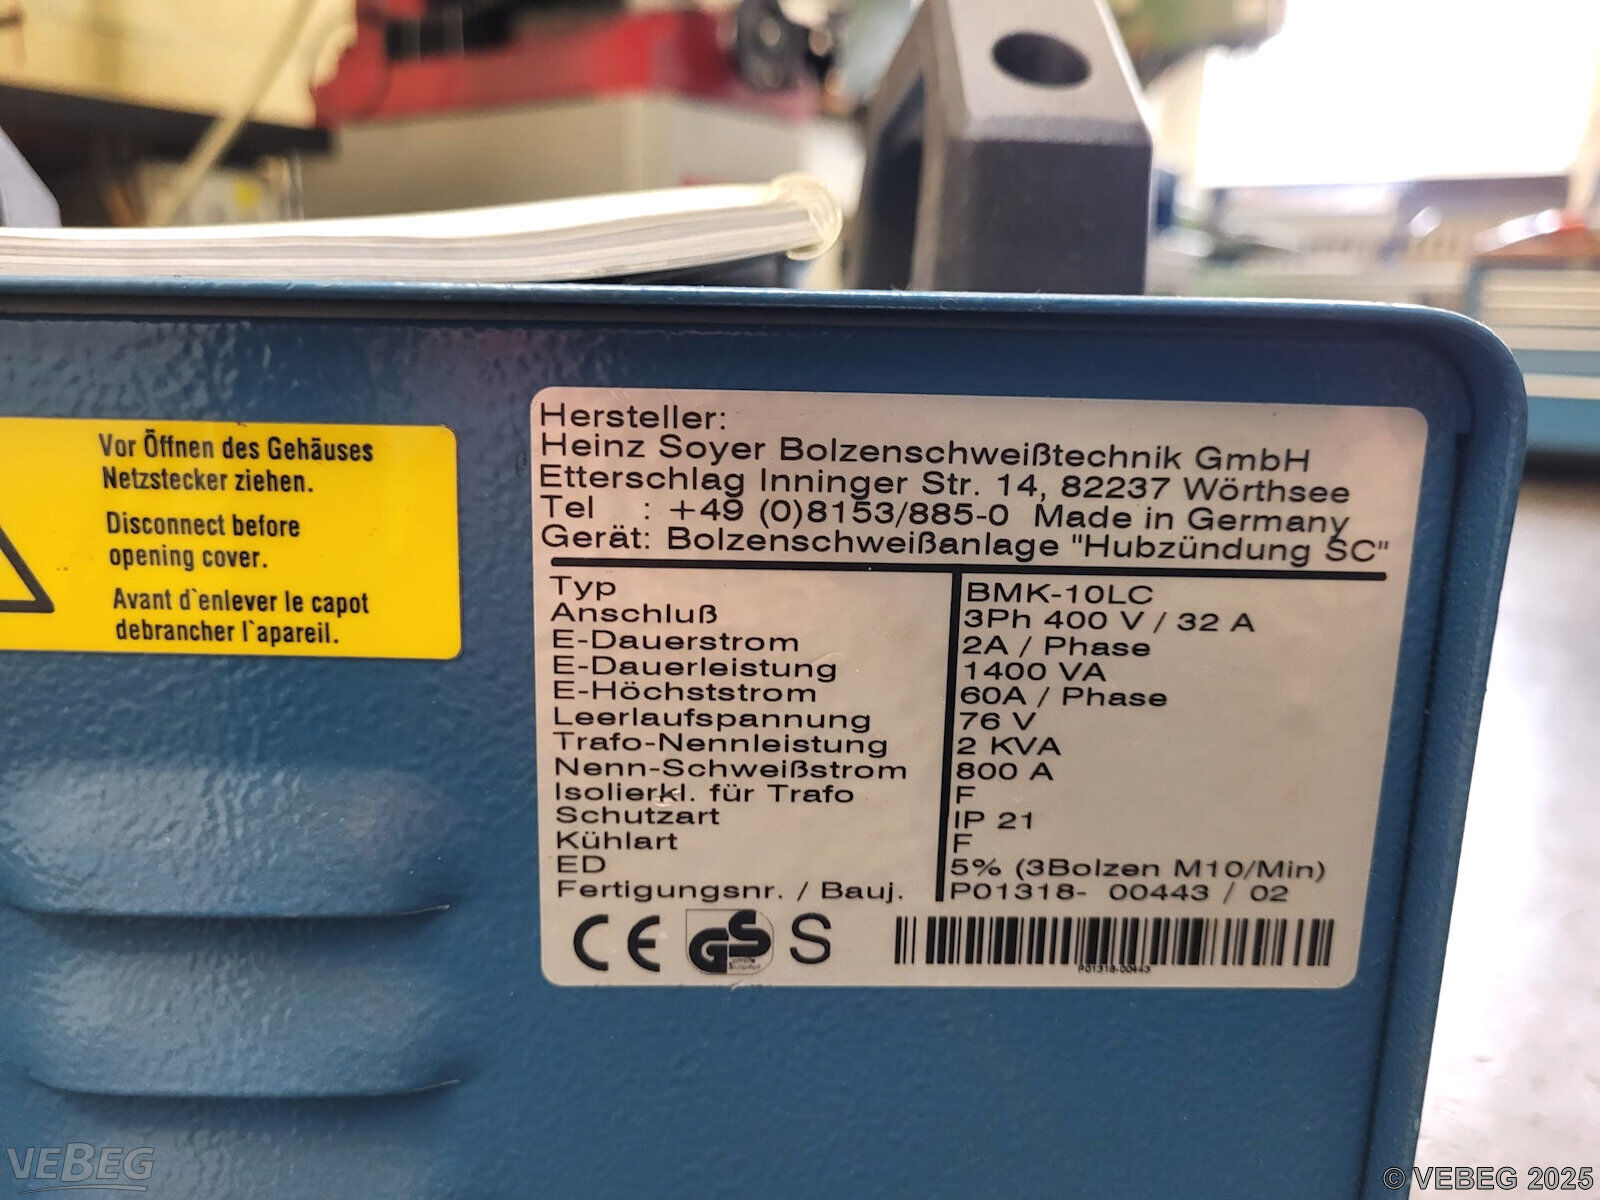 Vor Öffnen des Gehäuses
Netzstecker ziehen.
Disconnect before
opening cover.
Avant d`enlever le capot
debrancher l`apareil.
Hersteller:
Heinz Soyer Bolzenschweißtechnik GmbH
Etterschlag Inninger Str. 14, 82237 Wörthsee
Tel : +49 (0)8153/885-0 Made in Germany
Gerät: Bolzenschweißanlage "Hubzündung SC"
Typ BMK-10LC
Anschluß 3Ph 400 V / 32 A
E-Dauerstrom 2A / Phase
E-Dauerleistung 1400 VA
E-Höchststrom 60A / Phase
Leerlaufspannung 76 V
Trafo-Nennleistung 2 KVA
Nenn-Schweißstrom 800 A
Isolierkl. für Trafo F
Schutzart IP 21
Kühlart F
ED 5% (3Bolzen M10/Min)
Fertigungsnr. / Bauj. P01318- 00443 / 02
CE GS S
P01318-00443
VEBEG
© VEBEG 2025